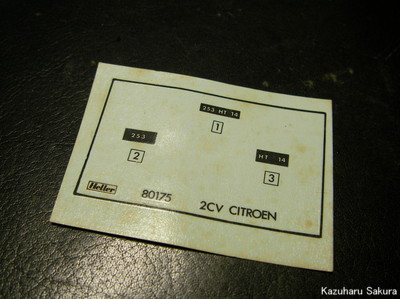 253 HT 14
1
253
2
HT 14
3
Heller
80175
2CV CITROEN
Kazuharu Sakura